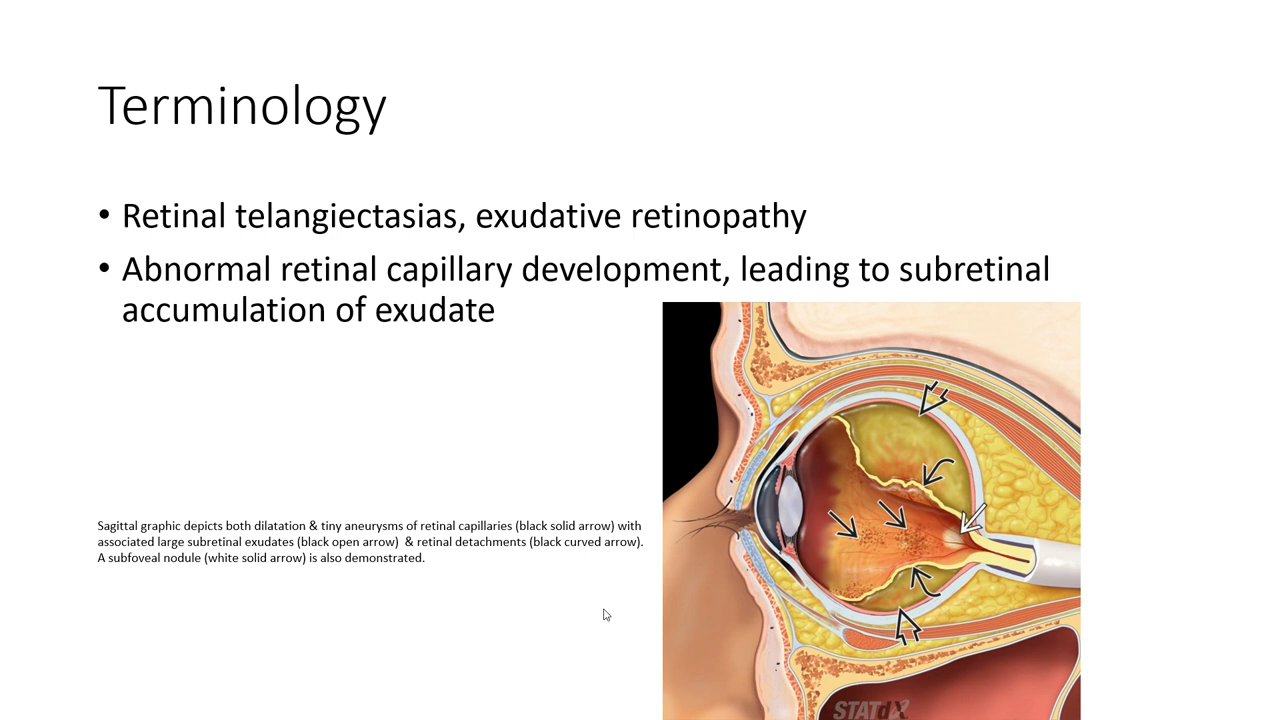 Terminology
• Retinal telangiectasias, exudative retinopathy
• Abnormal retinal capillary development, leading to subretinal
accumulation of exudate
Sagittal graphic depicts both dilatation & tiny aneurysms of retinal capillaries (black solid arrow) with
associated large subretinal exudates (black open arrow)  & retinal detachments (black curved arrow).
A subfoveal nodule (white solid arrow) is also demonstrated.
STATdX